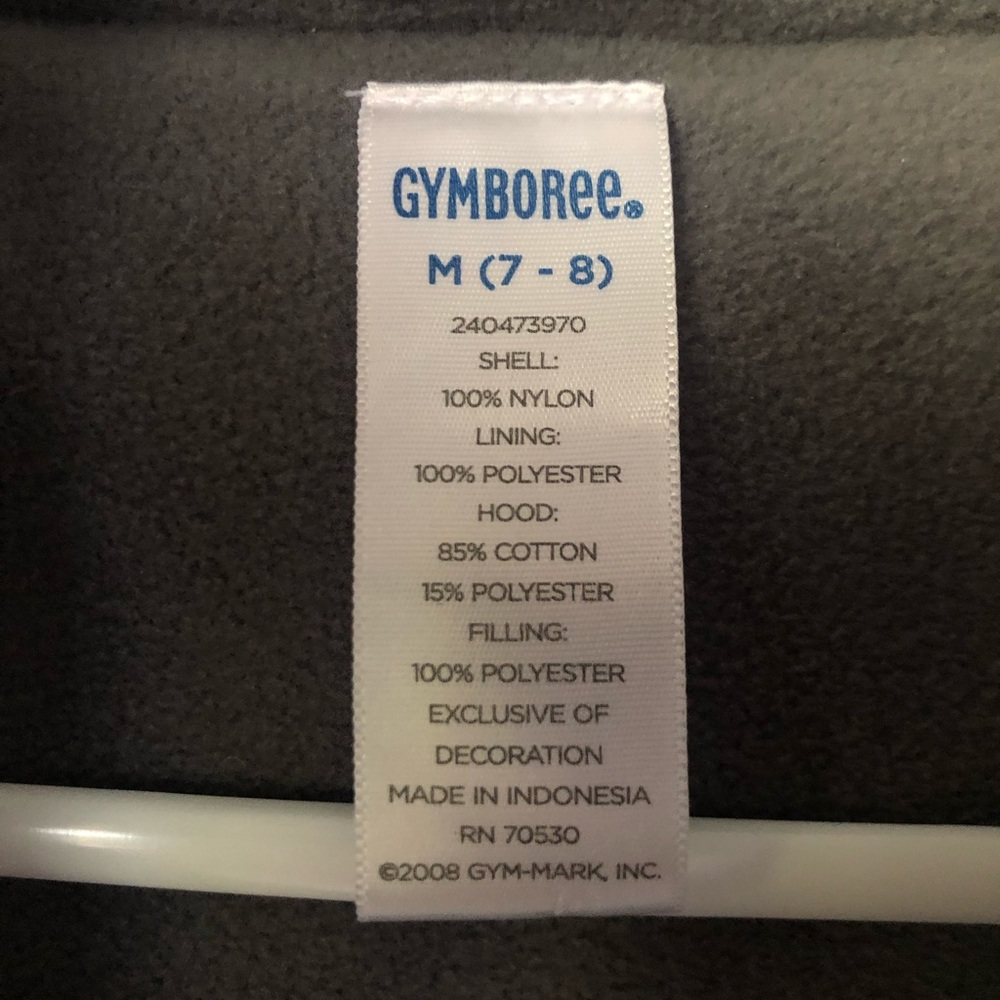 GYMBOREE®
M (7 - 8)
240473970
SHELL:
100% NYLON
LINING:
100% POLYESTER
HOOD:
85% COTTON
15% POLYESTER
FILLING:
100% POLYESTER
EXCLUSIVE OF
DECORATION
MADE IN INDONESIA
RN 70530
©2008 GYM-MARK, INC.